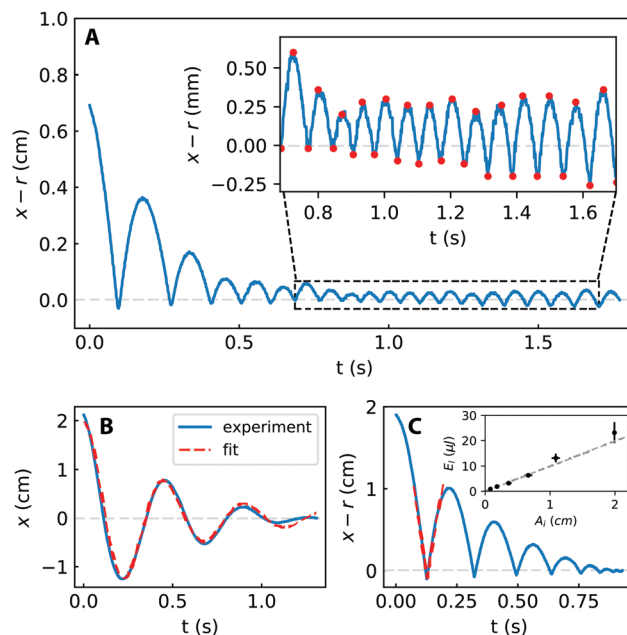 A
1.0
0.8
0.6
0.4
0.2
0.0
x − r (cm)
0.0 0.5 1.0 1.5
t (s)
0.50
0.25
0.00
−0.25
x − r (mm)
0.8 1.0 1.2 1.4 1.6
t (s)
B
experiment
fit
2
1
0
−1
x (cm)
0.0 0.5 1.0
t (s)
C
2
1
0
x − r (cm)
0.00 0.25 0.50 0.75
t (s)
30
20
10
0
Ei (μJ)
0 1 2
Ai (cm)